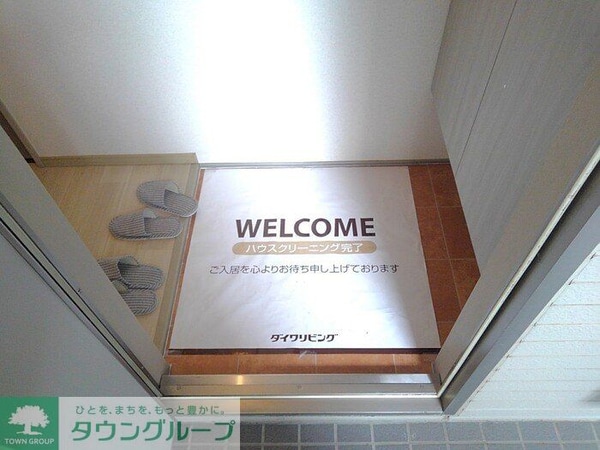 WELCOME
ハウスクリーニング完了
ご入居を心よりお待ち申し上げております
ダイワリビング
ひとを、まちを、もっと豊かに。
タウングループ
TOWN GROUP